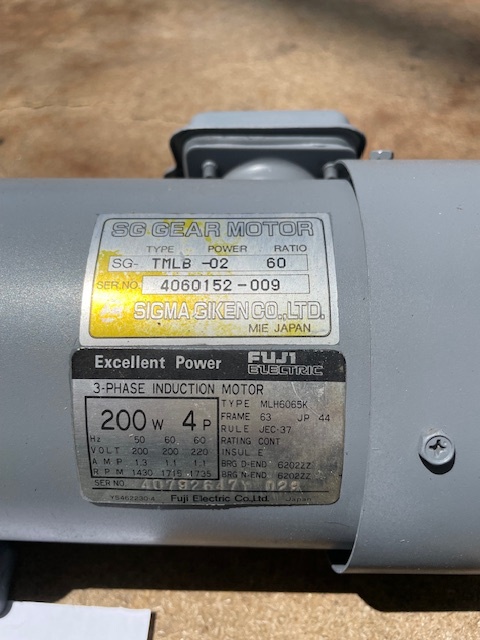 SG GEAR MOTOR
TYPE POWER RATIO
SG- TMLB -02 60
SER.NO. 4060152-009
SIGMA GIKEN CO.,LTD.
MIE JAPAN
Excellent Power FUJI ELECTRIC
3-PHASE INDUCTION MOTOR
200 W 4 P
TYPE MLH6065K
FRAME 63 JP 44
RULE JEC-37
Hz 50 60 60
RATING CONT
VOLT 200 200 220
INSUL E
AMP 1.3 1.1 1.1
BRG D-END 6202ZZ
RPM 1430 1715 1735
BRG N-END 6202ZZ
SER NO.
Fuji Electric Co.,Ltd. Japan